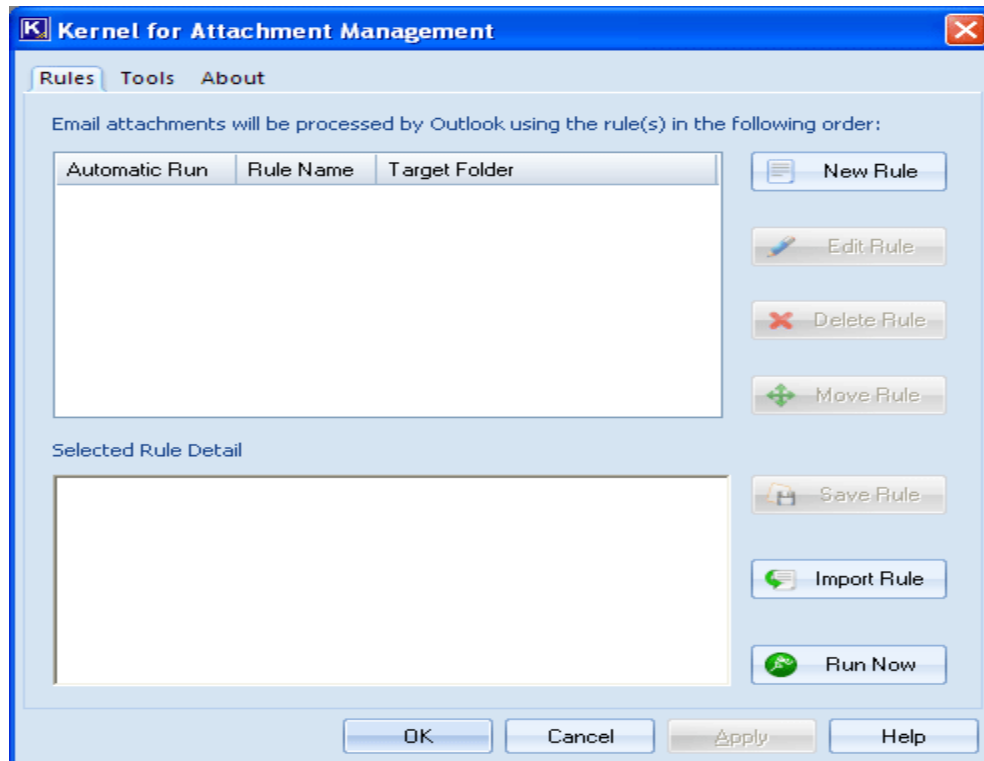 K Kernel for Attachment Management
Rules Tools About
Email attachments will be processed by Outlook using the rule(s) in the following order:
Automatic Run Rule Name Target Folder
New Rule
Edit Rule
Delete Rule
Move Rule
Selected Rule Detail
Save Rule
Import Rule
Run Now
OK Cancel Apply Help